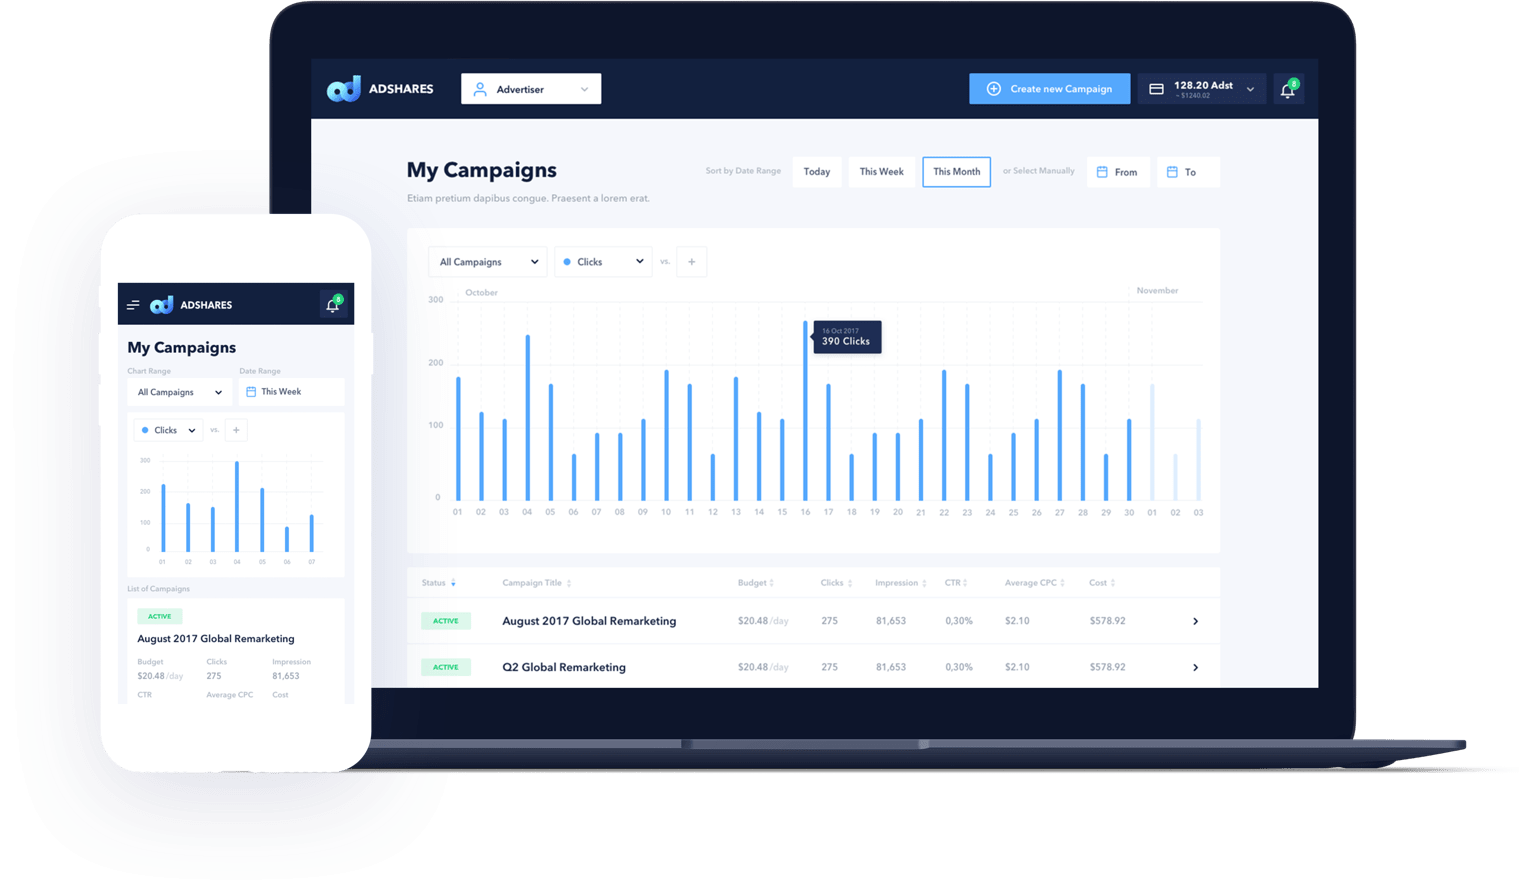 ADSHARES
Advertiser
Create new Campaign
128.20 Adst
~ $1240.02
8
My Campaigns
Etiam pretium dapibus congue. Praesent a lorem erat.
Sort by Date Range
Today
This Week
This Month
or Select Manually
From
To
All Campaigns
Clicks
vs.
+
October
November
300
200
100
0
16 Oct 2017
390 Clicks
01 02 03 04 05 06 07 08 09 10 11 12 13 14 15 16 17 18 19 20 21 22 23 24 25 26 27 28 29 30 01 02 03
Status Campaign Title Budget Clicks Impression CTR Average CPC Cost
ACTIVE August 2017 Global Remarketing $20.48 /day 275 81,653 0,30% $2.10 $578.92
ACTIVE Q2 Global Remarketing $20.48 /day 275 81,653 0,30% $2.10 $578.92
ADSHARES
8
My Campaigns
Chart Range Date Range
All Campaigns This Week
Clicks vs. +
300
200
100
0
01 02 03 04 05 06 07
List of Campaigns
ACTIVE
August 2017 Global Remarketing
Budget Clicks Impression
$20.48 /day 275 81,653
CTR Average CPC Cost